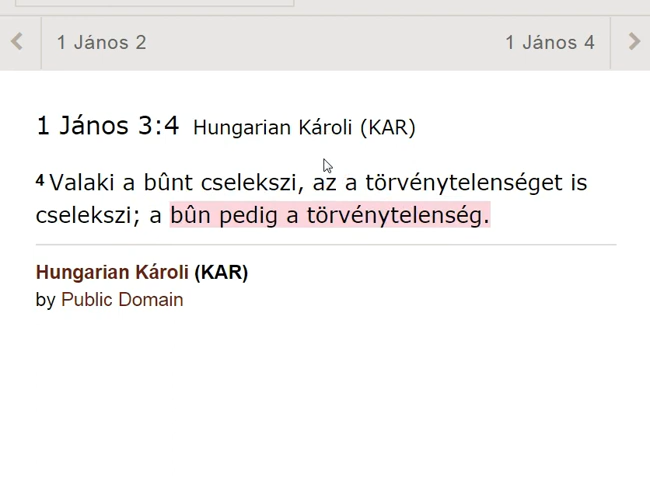 1 János 2
1 János 4
1 János 3:4 Hungarian Károli (KAR)
4 Valaki a bûnt cselekszi, az a törvénytelenséget is
cselekszi; a bûn pedig a törvénytelenség.
Hungarian Károli (KAR)
by Public Domain